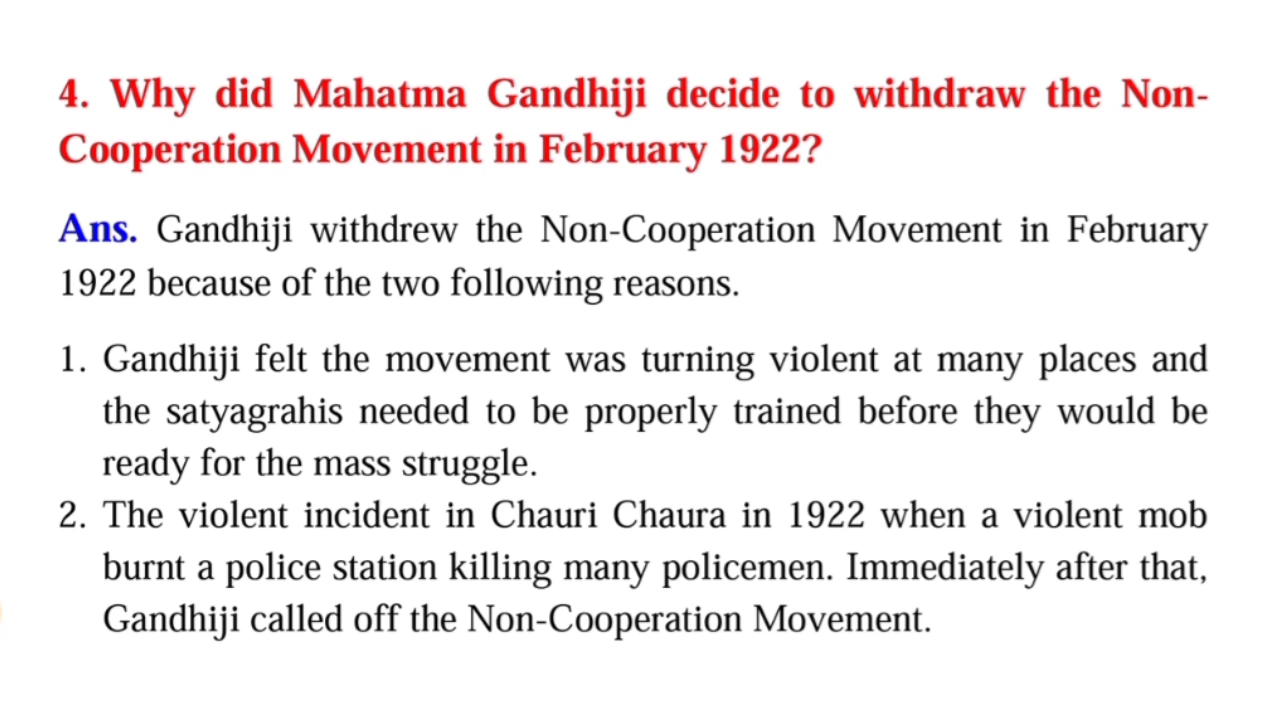 4. Why did Mahatma Gandhiji decide to withdraw the Non-
Cooperation Movement in February 1922?
Ans. Gandhiji withdrew the Non-Cooperation Movement in February
1922 because of the two following reasons.
1. Gandhiji felt the movement was turning violent at many places and
the satyagrahis needed to be properly trained before they would be
ready for the mass struggle.
2. The violent incident in Chauri Chaura in 1922 when a violent mob
burnt a police station killing many policemen. Immediately after that,
Gandhiji called off the Non-Cooperation Movement.